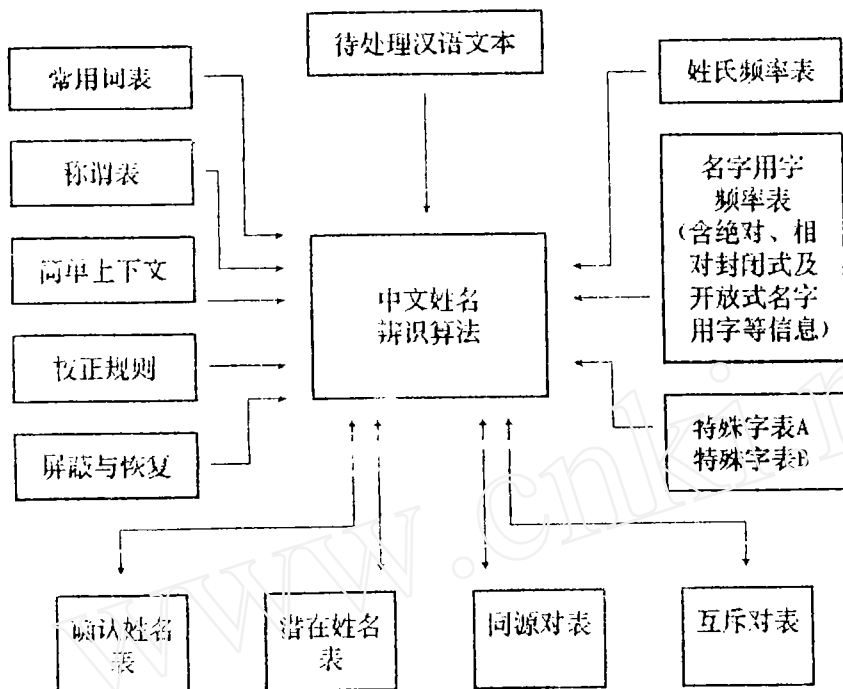 待处理汉语文本
常用词表
姓氏频率表
称谓表
名字用字
频率表
(含绝对、相
对封闭式及
开放式名字
用字等信息)
简单上下文
中文姓名
辨识算法
校正规则
特殊字表A
特殊字表B
屏蔽与恢复
确认姓名
表
潜在姓名
表
同源对表
互斥对表
www.cnki.n